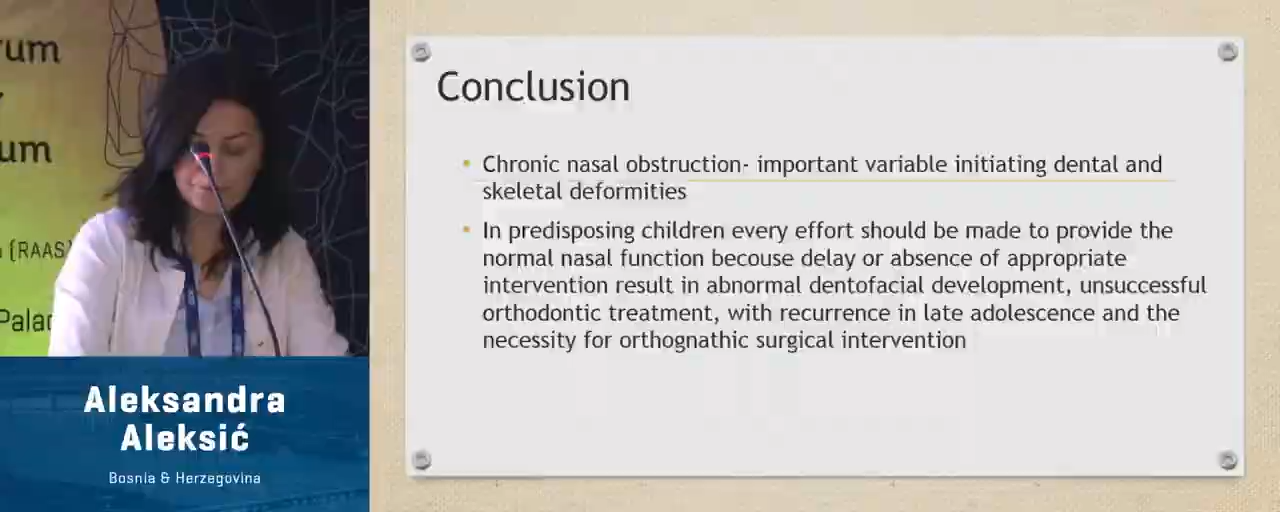 um
um
(RAAS)
Aleksandra
Aleksić
Bosnia & Herzegovina
Conclusion
• Chronic nasal obstruction- important variable initiating dental and
skeletal deformities
• In predisposing children every effort should be made to provide the
normal nasal function becouse delay or absence of appropriate
intervention result in abnormal dentofacial development, unsuccessful
orthodontic treatment, with recurrence in late adolescence and the
necessity for orthognathic surgical intervention